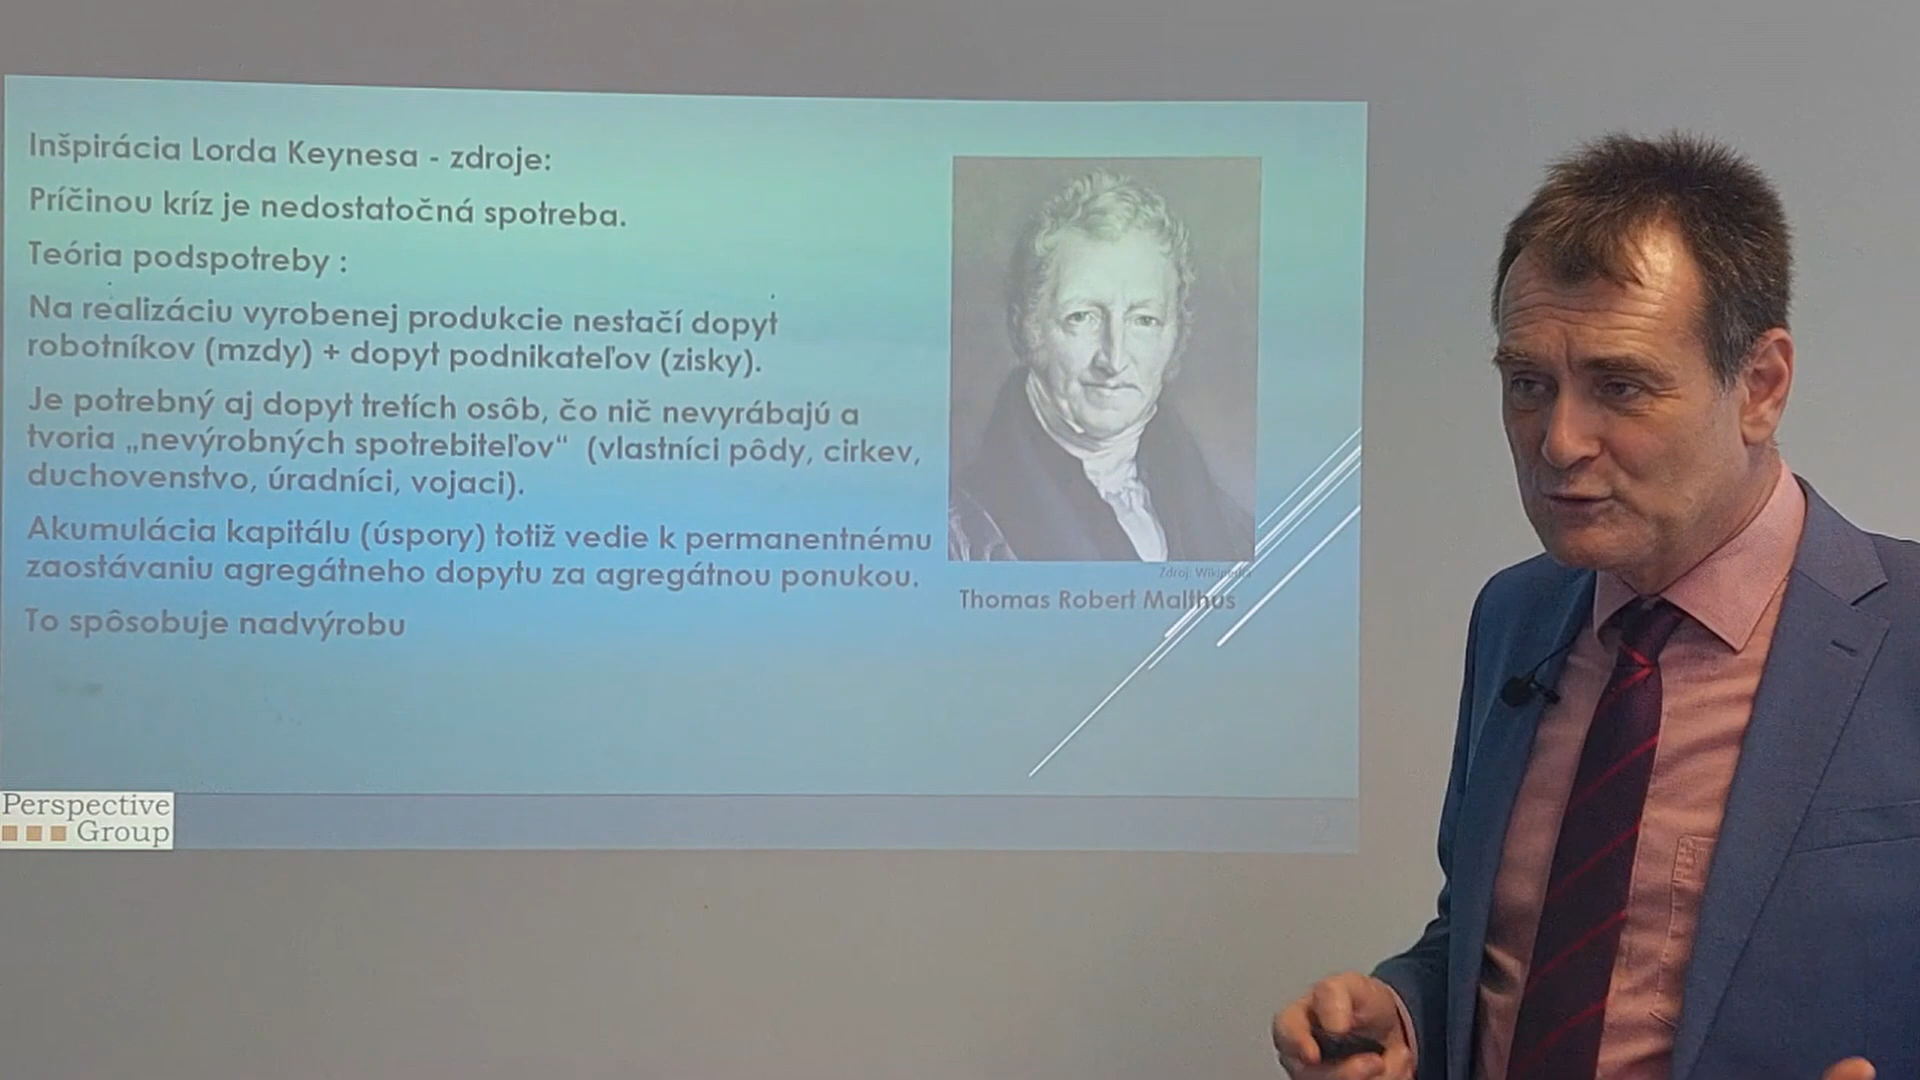 Inšpirácia Lorda Keynesa - zdroje:
Príčinou kríz je nedostatočná spotreba.
Teória podspotreby :
Na realizáciu vyrobenej produkcie nestačí dopyt
robotníkov (mzdy) + dopyt podnikateľov (zisky).
Je potrebný aj dopyt tretích osôb, čo nič nevyrábajú a
tvoria „nevýrobných spotrebiteľov“ (vlastníci pôdy, cirkev,
duchovenstvo, úradníci, vojaci).
Akumulácia kapitálu (úspory) totiž vedie k permanentnému
zaostávaniu agregátneho dopytu za agregátnou ponukou.
To spôsobuje nadvýrobu
Zdroj: Wikipedia
Thomas Robert Malthus
Perspective
Group